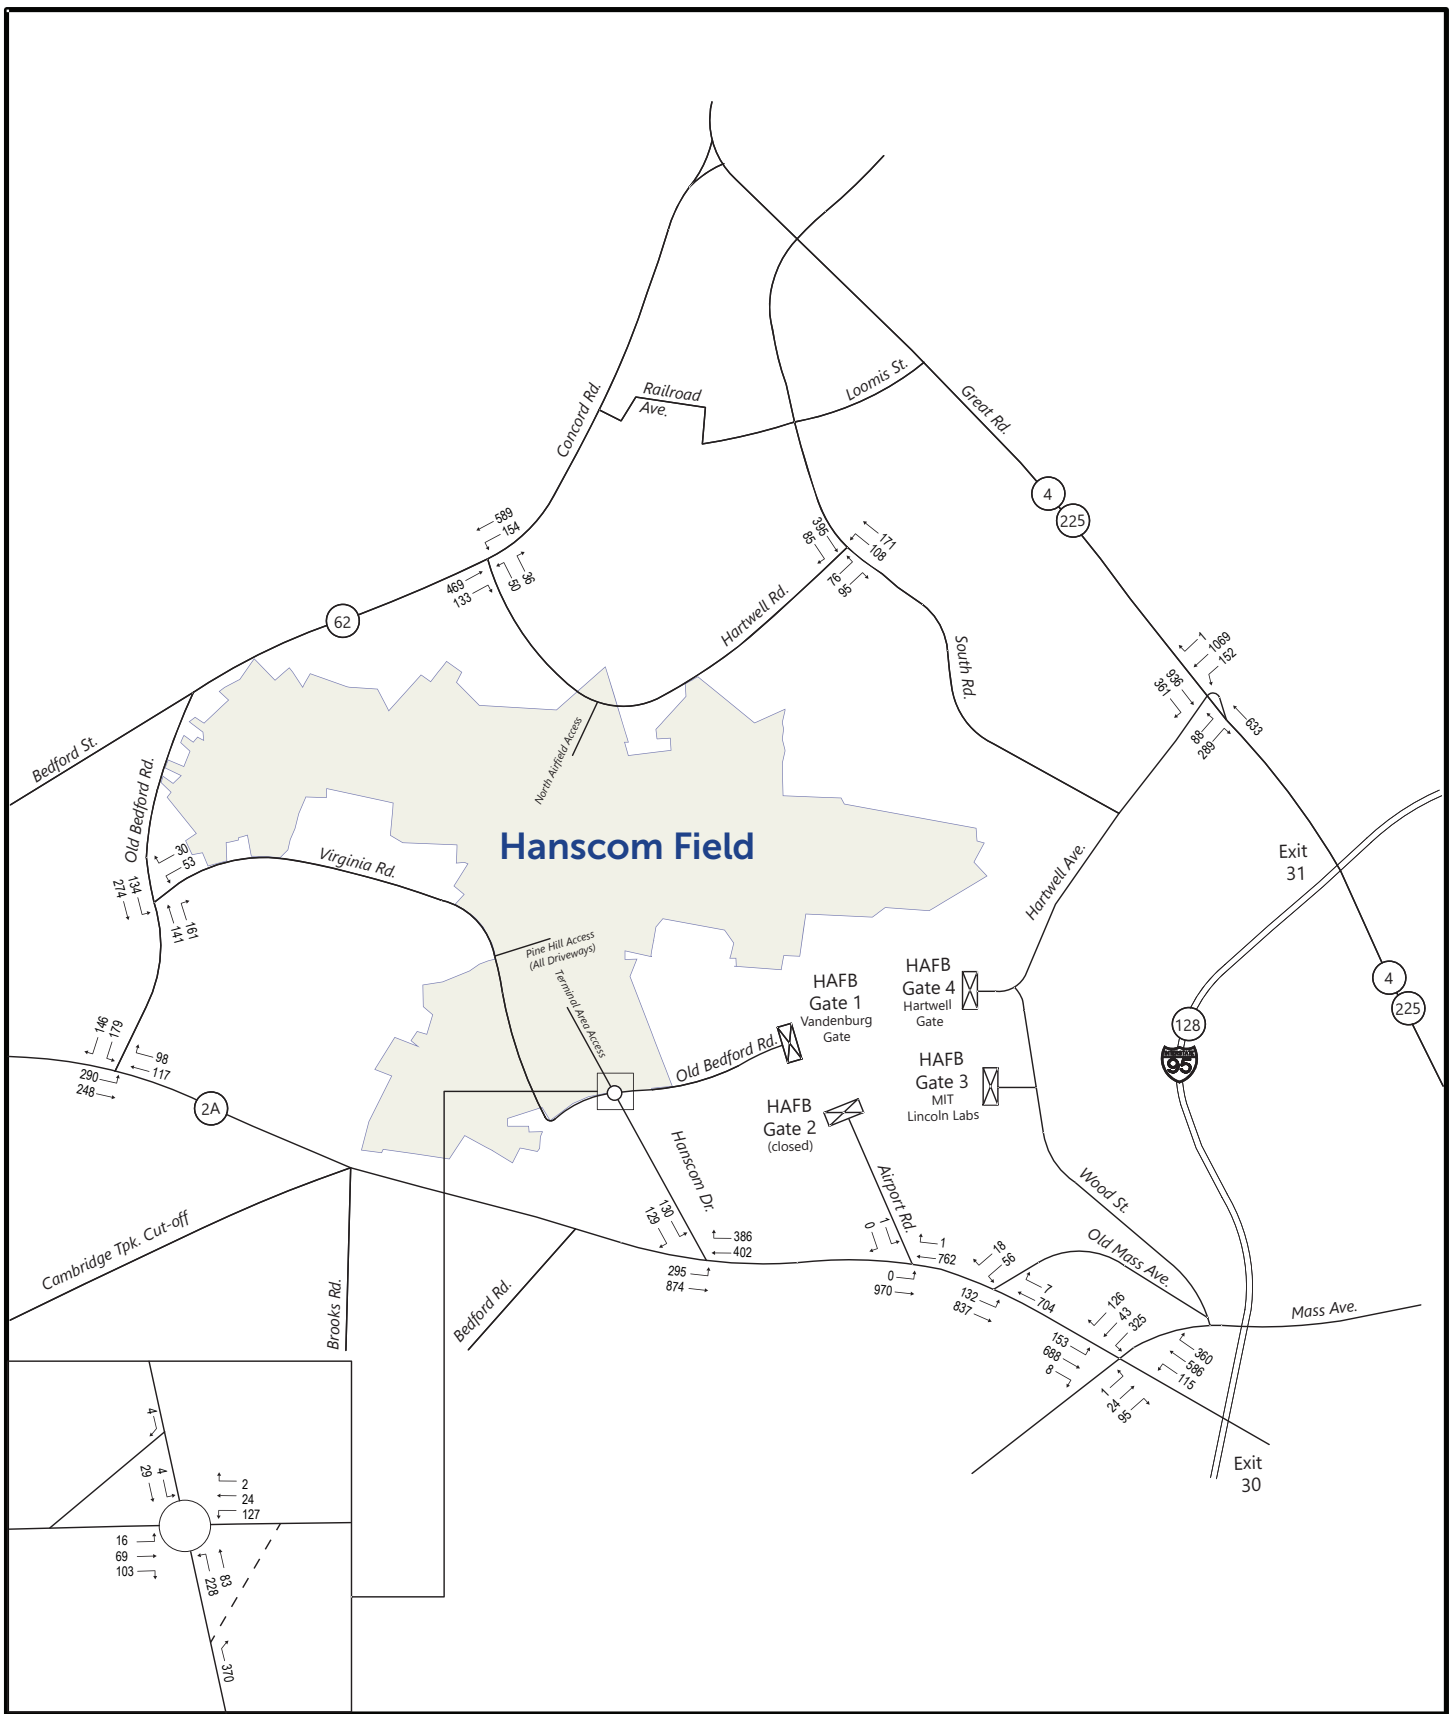 Concord Rd.
Railroad
Ave.
Loomis St.
Great Rd.
4
225
589
154
469
133
50
36
395
85
171
108
76
95
62
Hartwell Rd.
South Rd.
1
1069
152
936
361
633
88
289
Bedford St.
Old Bedford Rd.
North Airfield Access
Hanscom Field
Virginia Rd.
30
53
134
274
141
161
Hartwell Ave.
Exit
31
Pine Hill Access
(All Driveways)
Terminal Area Access
HAFB
Gate 1
Vandenburg
Gate
HAFB
Gate 4
Hartwell
Gate
4
225
128
INTERSTATE
95
146
179
98
117
290
248
2A
Old Bedford Rd.
HAFB
Gate 3
MIT
Lincoln Labs
HAFB
Gate 2
(closed)
Hanscom Dr.
Airport Rd.
Wood St.
Old Mass Ave.
Mass Ave.
Cambridge Tpk. Cut-off
Brooks Rd.
Bedford Rd.
130
129
386
402
295
874
0
1
1
762
0
970
18
56
7
704
132
837
126
43
325
153
688
8
360
586
115
1
24
95
Exit
30
4
29
4
2
24
127
16
69
103
228
83
370